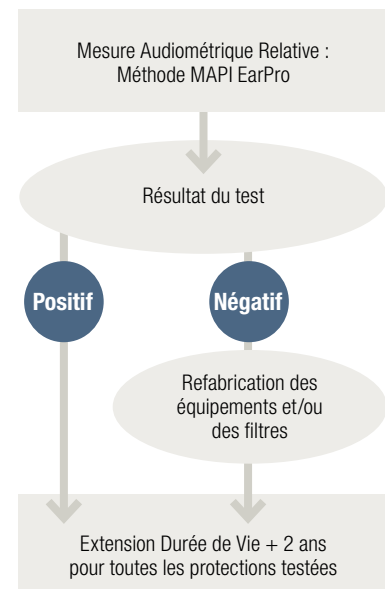 Mesure Audiométrique Relative :
Méthode MAPI EarPro
Résultat du test
Positif
Négatif
Refabrication des
équipements et/ou
des filtres
Extension Durée de Vie + 2 ans
pour toutes les protections testées